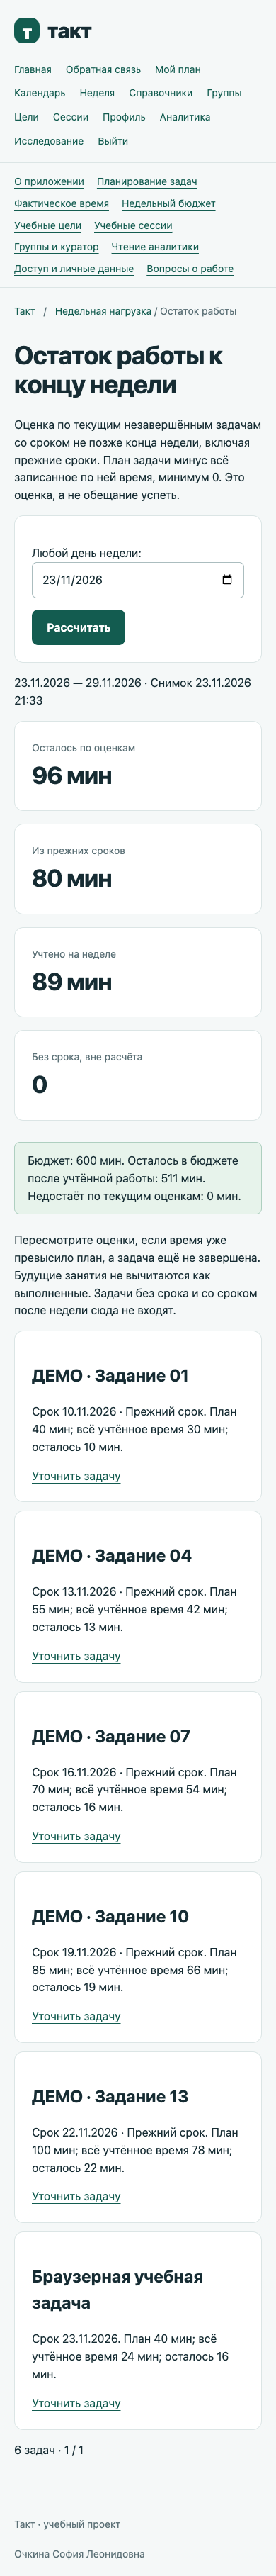 т такт
Главная Обратная связь Мой план
Календарь Неделя Справочники Группы
Цели Сессии Профиль Аналитика
Исследование Выйти
О приложении Планирование задач
Фактическое время Недельный бюджет
Учебные цели Учебные сессии
Группы и куратор Чтение аналитики
Доступ и личные данные Вопросы о работе
Такт / Недельная нагрузка / Остаток работы
Остаток работы к
концу недели
Оценка по текущим незавершённым задачам
со сроком не позже конца недели, включая
прежние сроки. План задачи минус всё
записанное по ней время, минимум 0. Это
оценка, а не обещание успеть.
Любой день недели:
23/11/2026
Рассчитать
23.11.2026 — 29.11.2026 · Снимок 23.11.2026
21:33
Осталось по оценкам
96 мин
Из прежних сроков
80 мин
Учтено на неделе
89 мин
Без срока, вне расчёта
0
Бюджет: 600 мин. Осталось в бюджете
после учтённой работы: 511 мин.
Недостаёт по текущим оценкам: 0 мин.
Пересмотрите оценки, если время уже
превысило план, а задача ещё не завершена.
Будущие занятия не вычитаются как
выполненные. Задачи без срока и со сроком
после недели сюда не входят.
ДЕМО · Задание 01
Срок 10.11.2026 · Прежний срок. План
40 мин; всё учтённое время 30 мин;
осталось 10 мин.
Уточнить задачу
ДЕМО · Задание 04
Срок 13.11.2026 · Прежний срок. План
55 мин; всё учтённое время 42 мин;
осталось 13 мин.
Уточнить задачу
ДЕМО · Задание 07
Срок 16.11.2026 · Прежний срок. План
70 мин; всё учтённое время 54 мин;
осталось 16 мин.
Уточнить задачу
ДЕМО · Задание 10
Срок 19.11.2026 · Прежний срок. План
85 мин; всё учтённое время 66 мин;
осталось 19 мин.
Уточнить задачу
ДЕМО · Задание 13
Срок 22.11.2026 · Прежний срок. План
100 мин; всё учтённое время 78 мин;
осталось 22 мин.
Уточнить задачу
Браузерная учебная
задача
Срок 23.11.2026. План 40 мин; всё
учтённое время 24 мин; осталось 16
мин.
Уточнить задачу
6 задач · 1 / 1
Такт · учебный проект
Очкина София Леонидовна